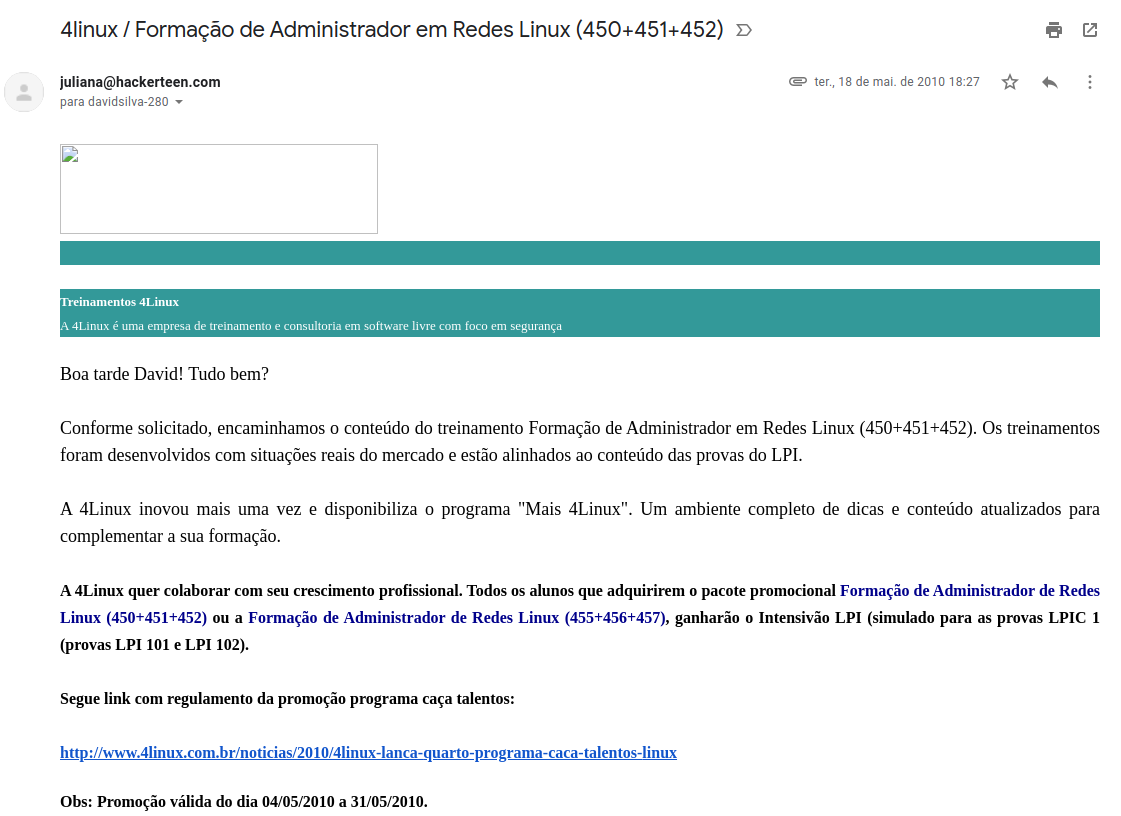 4linux / Formação de Administrador em Redes Linux (450+451+452)
juliana@hackerteen.com
ter., 18 de mai. de 2010 18:27
para davidsilva-280
Treinamentos 4Linux
A 4Linux é uma empresa de treinamento e consultoria em software livre com foco em segurança
Boa tarde David! Tudo bem?
Conforme solicitado, encaminhamos o conteúdo do treinamento Formação de Administrador em Redes Linux (450+451+452). Os treinamentos
foram desenvolvidos com situações reais do mercado e estão alinhados ao conteúdo das provas do LPI.
A 4Linux inovou mais uma vez e disponibiliza o programa "Mais 4Linux". Um ambiente completo de dicas e conteúdo atualizados para
complementar a sua formação.
A 4Linux quer colaborar com seu crescimento profissional. Todos os alunos que adquirirem o pacote promocional Formação de Administrador de Redes
Linux (450+451+452) ou a Formação de Administrador de Redes Linux (455+456+457), ganharão o Intensivão LPI (simulado para as provas LPIC 1
(provas LPI 101 e LPI 102).
Segue link com regulamento da promoção programa caça talentos:
http://www.4linux.com.br/noticias/2010/4linux-lanca-quarto-programa-caca-talentos-linux
Obs: Promoção válida do dia 04/05/2010 a 31/05/2010.